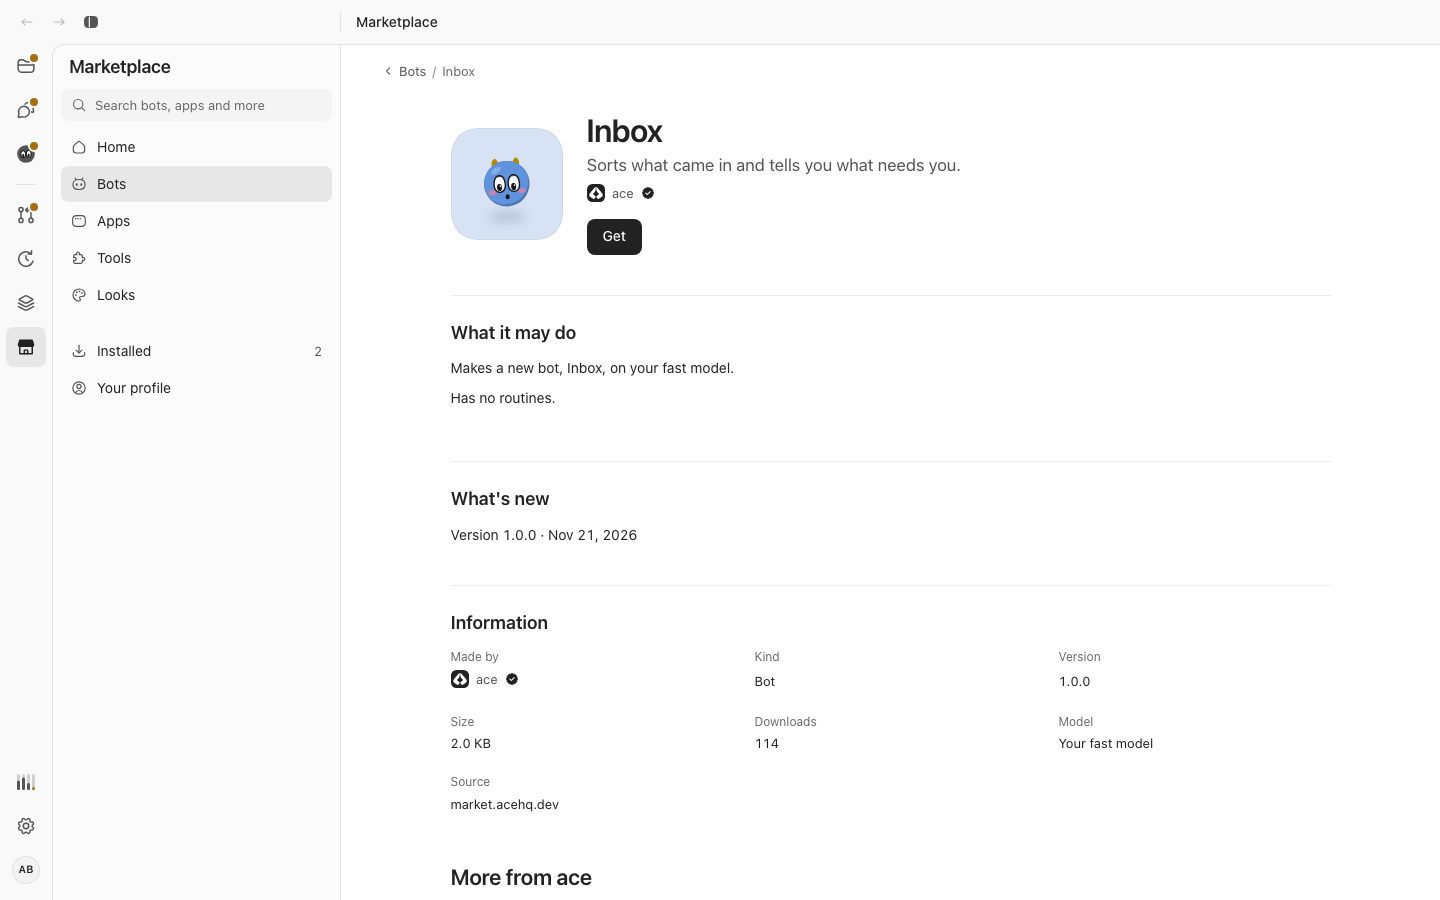 Marketplace
Marketplace
Search bots, apps and more
Home
Bots
Apps
Tools
Looks
Installed 2
Your profile
AB
Bots / Inbox
Inbox
Sorts what came in and tells you what needs you.
ace
Get
What it may do
Makes a new bot, Inbox, on your fast model.
Has no routines.
What's new
Version 1.0.0 · Nov 21, 2026
Information
Made by
ace
Kind
Bot
Version
1.0.0
Size
2.0 KB
Downloads
114
Model
Your fast model
Source
market.acehq.dev
More from ace